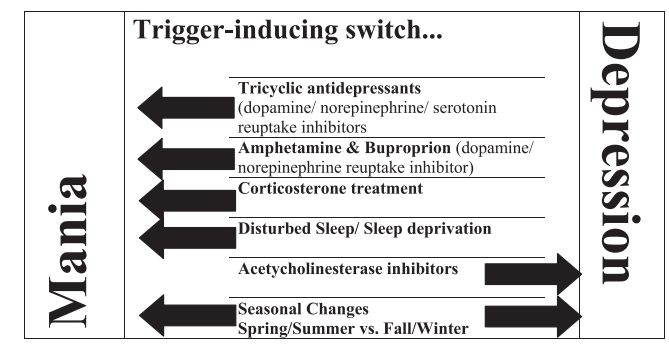 Trigger-inducing switch...
Mania
Depression
Tricyclic antidepressants
(dopamine/ norepinephrine/ serotonin
reuptake inhibitors
Amphetamine & Buproprion (dopamine/
norepinephrine reuptake inhibitor)
Corticosterone treatment
Disturbed Sleep/ Sleep deprivation
Acetycholinesterase inhibitors
Seasonal Changes
Spring/Summer vs. Fall/Winter